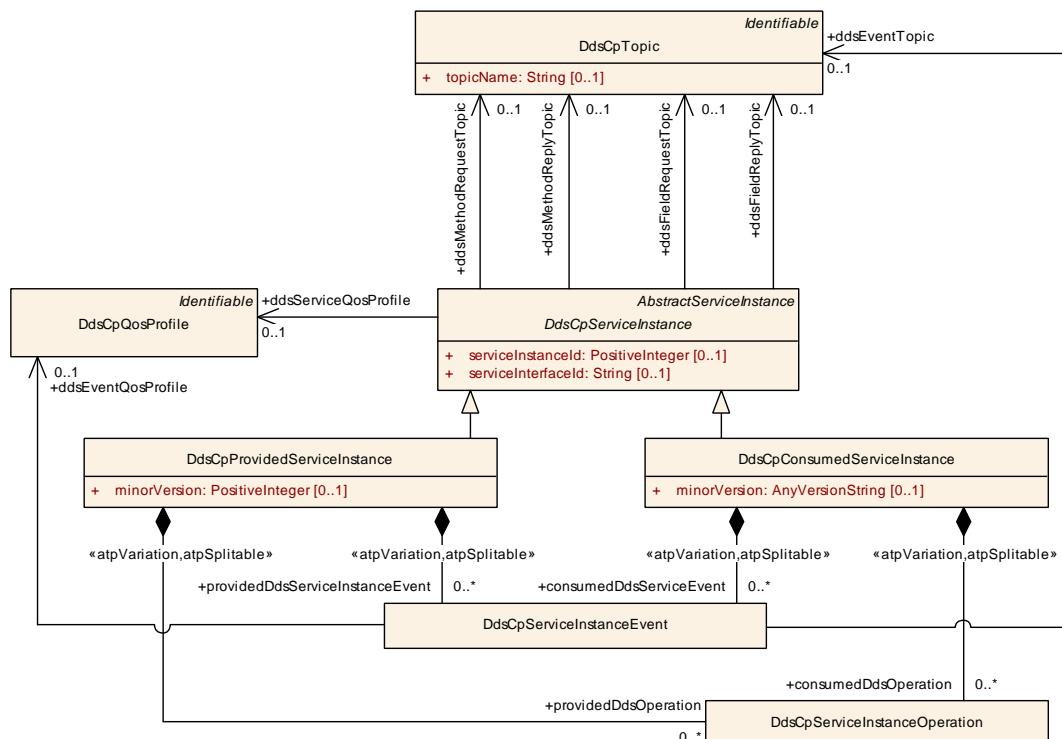 Identifiable
DdsCpTopic
+ topicName: String [0..1]
+ddsEventTopic
0..1
0..1
0..1
0..1
0..1
+ddsMethodRequestTopic
+ddsMethodReplyTopic
+ddsFieldRequestTopic
+ddsFieldReplyTopic
Identifiable
DdsCpQosProfile
+ddsServiceQosProfile
0..1
AbstractServiceInstance
DdsCpServiceInstance
+ serviceInstanceId: PositiveInteger [0..1]
+ serviceInterfaceId: String [0..1]
0..1
+ddsEventQosProfile
DdsCpProvidedServiceInstance
+ minorVersion: PositiveInteger [0..1]
DdsCpConsumedServiceInstance
+ minorVersion: AnyVersionString [0..1]
«atpVariation,atpSplitable»
«atpVariation,atpSplitable»
«atpVariation,atpSplitable»
«atpVariation,atpSplitable»
+providedDdsServiceInstanceEvent
0..*
+consumedDdsServiceEvent
0..*
DdsCpServiceInstanceEvent
+consumedDdsOperation
0..*
+providedDdsOperation
0..*
DdsCpServiceInstanceOperation